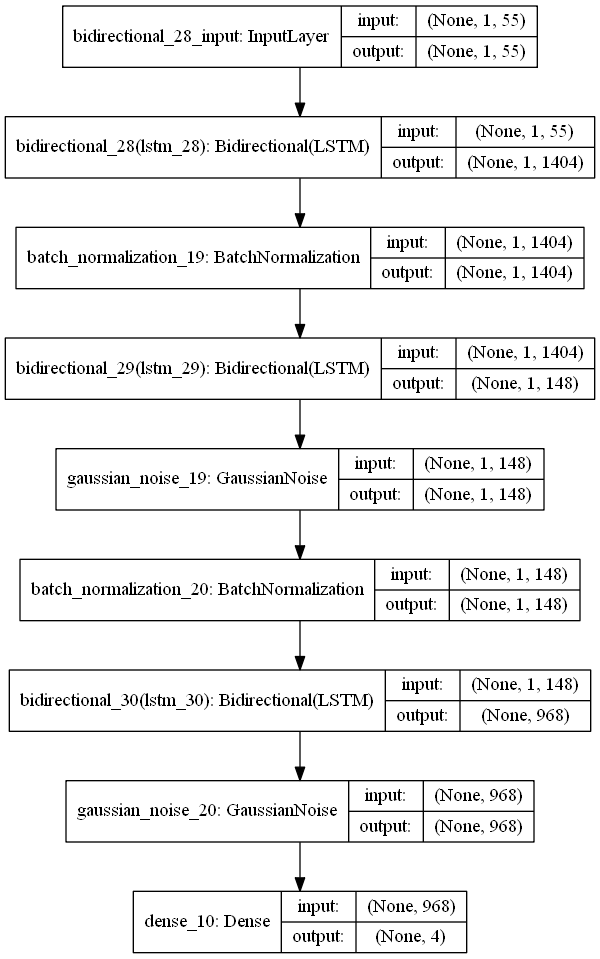 bidirectional_28_input: InputLayer
input: (None, 1, 55)
output: (None, 1, 55)
bidirectional_28(lstm_28): Bidirectional(LSTM)
input: (None, 1, 55)
output: (None, 1, 1404)
batch_normalization_19: BatchNormalization
input: (None, 1, 1404)
output: (None, 1, 1404)
bidirectional_29(lstm_29): Bidirectional(LSTM)
input: (None, 1, 1404)
output: (None, 1, 148)
gaussian_noise_19: GaussianNoise
input: (None, 1, 148)
output: (None, 1, 148)
batch_normalization_20: BatchNormalization
input: (None, 1, 148)
output: (None, 1, 148)
bidirectional_30(lstm_30): Bidirectional(LSTM)
input: (None, 1, 148)
output: (None, 968)
gaussian_noise_20: GaussianNoise
input: (None, 968)
output: (None, 968)
dense_10: Dense
input: (None, 968)
output: (None, 4)